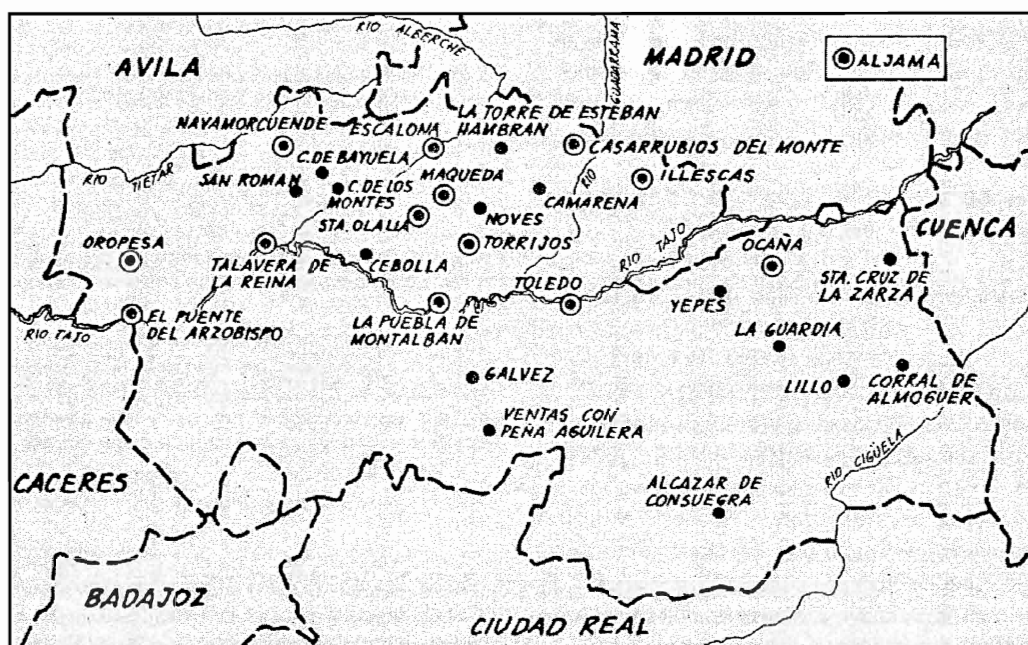 RIO ALBERCHE
AVILA
GUADARRAMA
MADRID
ALJAMA
NAVAMORCUENDE
ESCALONA
LA TORRE DE ESTEBAN
HAMBRAN
CASARRUBIOS DEL MONTE
RIO TIETAR
C. DE BAYUELA
SAN ROMAN
C. DE LOS
MONTES
MAQUEDA
CAMARENA
RIO
ILLESCAS
STA. OLALLA
NOVES
CUENCA
OROPESA
TALAVERA DE
LA REINA
CEBOLLA
TORRIJOS
RIO TAJO
OCAÑA
STA. CRUZ DE
LA ZARZA
TOLEDO
YEPES
RIO TAJO
EL PUENTE
DEL ARZOBISPO
LA PUEBLA DE
MONTALBAN
LA GUARDIA
GALVEZ
LILLO
CORRAL DE
ALMOGUER
VENTAS CON
PEÑA AGUILERA
RIO CIGÜELA
CACERES
ALCAZAR DE
CONSUEGRA
BADAJOZ
CIUDAD REAL